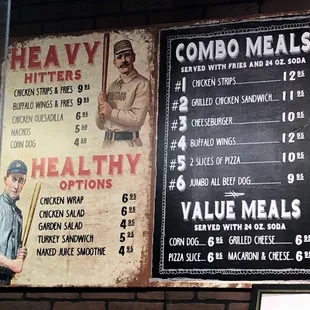 HEAVY
HITTERS
CHICKEN STRIPS & FRIES 9.95
BUFFALO WINGS & FRIES 9.95
CHICKEN QUESADILLA 6.95
NACHOS 5.95
CORN DOG 4.50
HEALTHY
OPTIONS
CHICKEN WRAP 6.95
CHICKEN SALAD 6.95
GARDEN SALAD 4.95
TURKEY SANDWICH 5.95
NAKED JUICE SMOOTHIE 4.95
COMBO MEALS
SERVED WITH FRIES AND 24 OZ. SODA
#1 CHICKEN STRIPS 12.95
#2 GRILLED CHICKEN SANDWICH 11.95
#3 CHEESEBURGER 10.95
#4 BUFFALO WINGS 12.95
#5 2 SLICES OF PIZZA 10.95
#6 JUMBO ALL BEEF DOG 9.95
VALUE MEALS
SERVED WITH 24 OZ. SODA
CORN DOG 6.95 GRILLED CHEESE 6.95
PIZZA SLICE 6.95 MACARONI & CHEESE 6.95